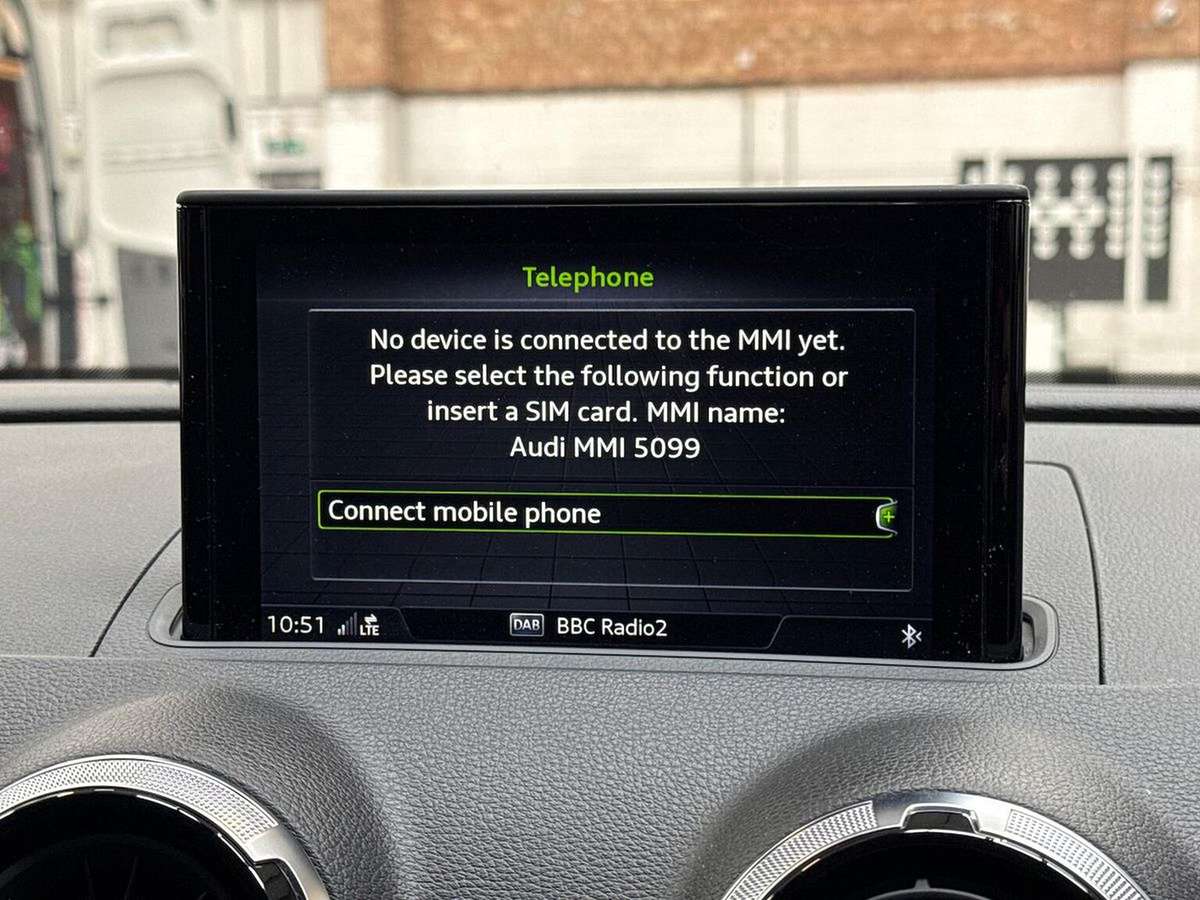 Telephone
No device is connected to the MMI yet.
Please select the following function or
insert a SIM card. MMI name:
Audi MMI 5099
Connect mobile phone
10:51 LTE DAB BBC Radio2